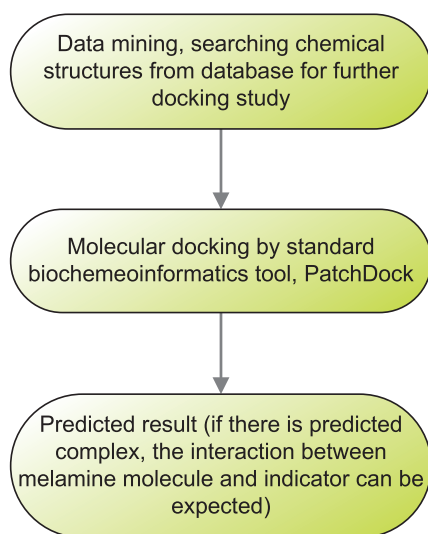 Data mining, searching chemical
structures from database for further
docking study
Molecular docking by standard
biochemeoinformatics tool, PatchDock
Predicted result (if there is predicted
complex, the interaction between
melamine molecule and indicator can be
expected)